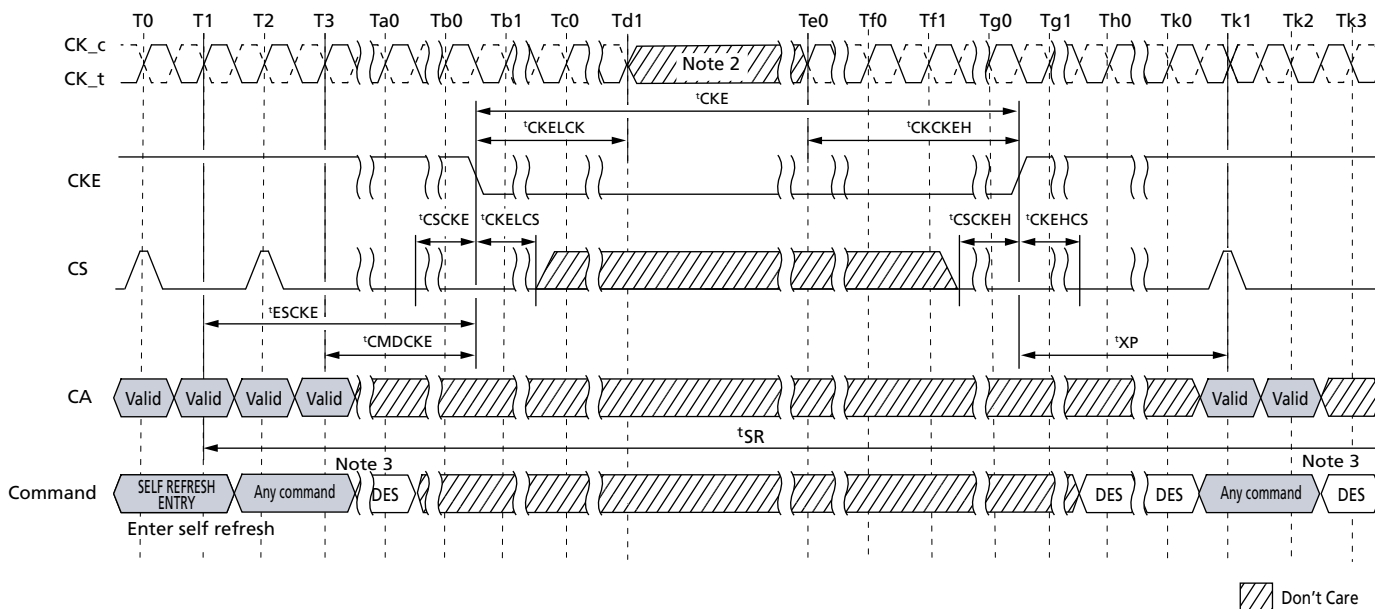 T0 T1 T2 T3 Ta0 Tb0 Tb1 Tc0 Td1 Te0 Tf0 Tf1 Tg0 Tg1 Th0 Tk0 Tk1 Tk2 Tk3
CK_c
CK_t
Note 2
tCKE
tCKELCK
tCKCKEH
CKE
tCSCKE
tCKELCS
tCSCKEH
tCKEHCS
CS
tESCKE
tCMDCKE
tXP
CA
Valid Valid Valid Valid Valid Valid
tSR
Note 3
Note 3
Command
SELF REFRESH
ENTRY
Any command
DES
DES
DES
Any command
DES
Enter self refresh
Don't Care